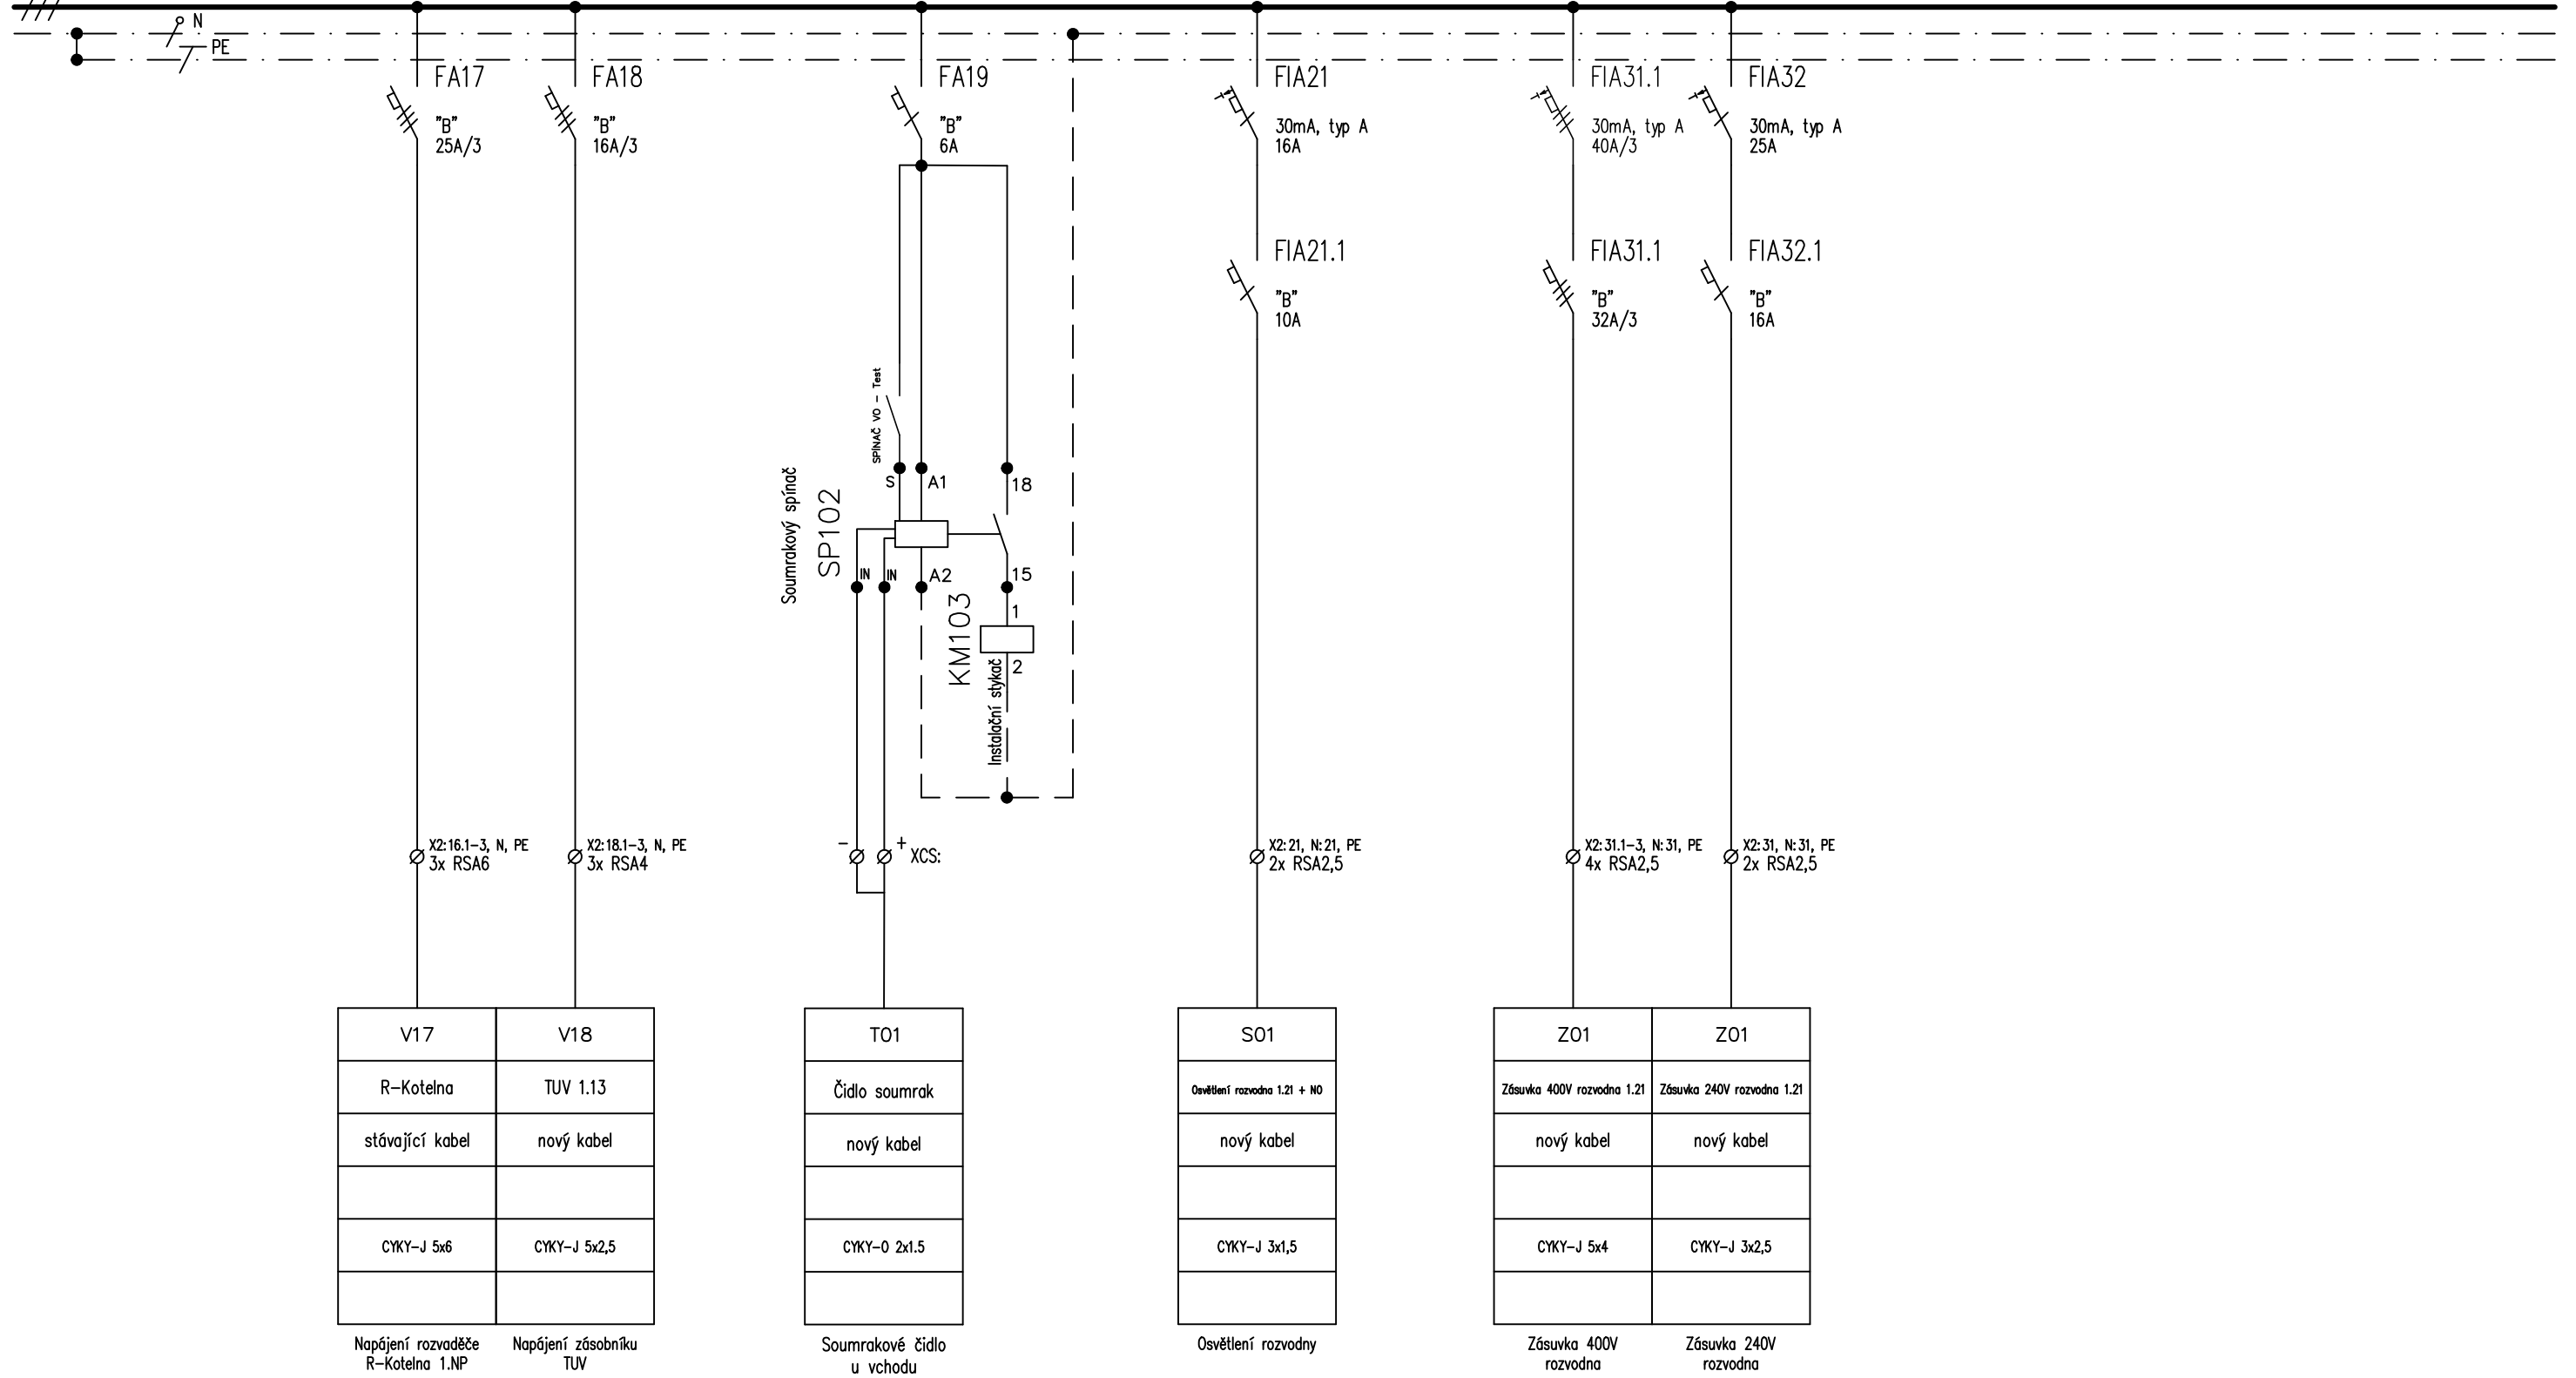 N
PE
FA17
"B"
25A/3
FA18
"B"
16A/3
FA19
"B"
6A
FIA21
30mA, typ A
16A
FIA31.1
30mA, typ A
40A/3
FIA32
30mA, typ A
25A
FIA21.1
"B"
10A
FIA31.1
"B"
32A/3
FIA32.1
"B"
16A
SPÍNAČ VO - Test
Soumrakový spínač
SP102
S
A1
18
IN
IN
A2
15
KM103
1
2
Instalační stykač
X2:16.1-3, N, PE
3x RSA6
X2:18.1-3, N, PE
3x RSA4
-
+
XCS:
X2:21, N:21, PE
2x RSA2,5
X2:31.1-3, N:31, PE
4x RSA2,5
X2:31, N:31, PE
2x RSA2,5
V17
R-Kotelna
stávající kabel
CYKY-J 5x6
Napájení rozvaděče
R-Kotelna 1.NP
V18
TUV 1.13
nový kabel
CYKY-J 5x2,5
Napájení zásobníku
TUV
T01
Čidlo soumrak
nový kabel
CYKY-O 2x1.5
Soumrakové čidlo
u vchodu
S01
Osvětlení rozvodna 1.21 + NO
nový kabel
CYKY-J 3x1,5
Osvětlení rozvodny
Z01
Zásuvka 400V rozvodna 1.21
nový kabel
CYKY-J 5x4
Zásuvka 400V
rozvodna
Z01
Zásuvka 240V rozvodna 1.21
nový kabel
CYKY-J 3x2,5
Zásuvka 240V
rozvodna